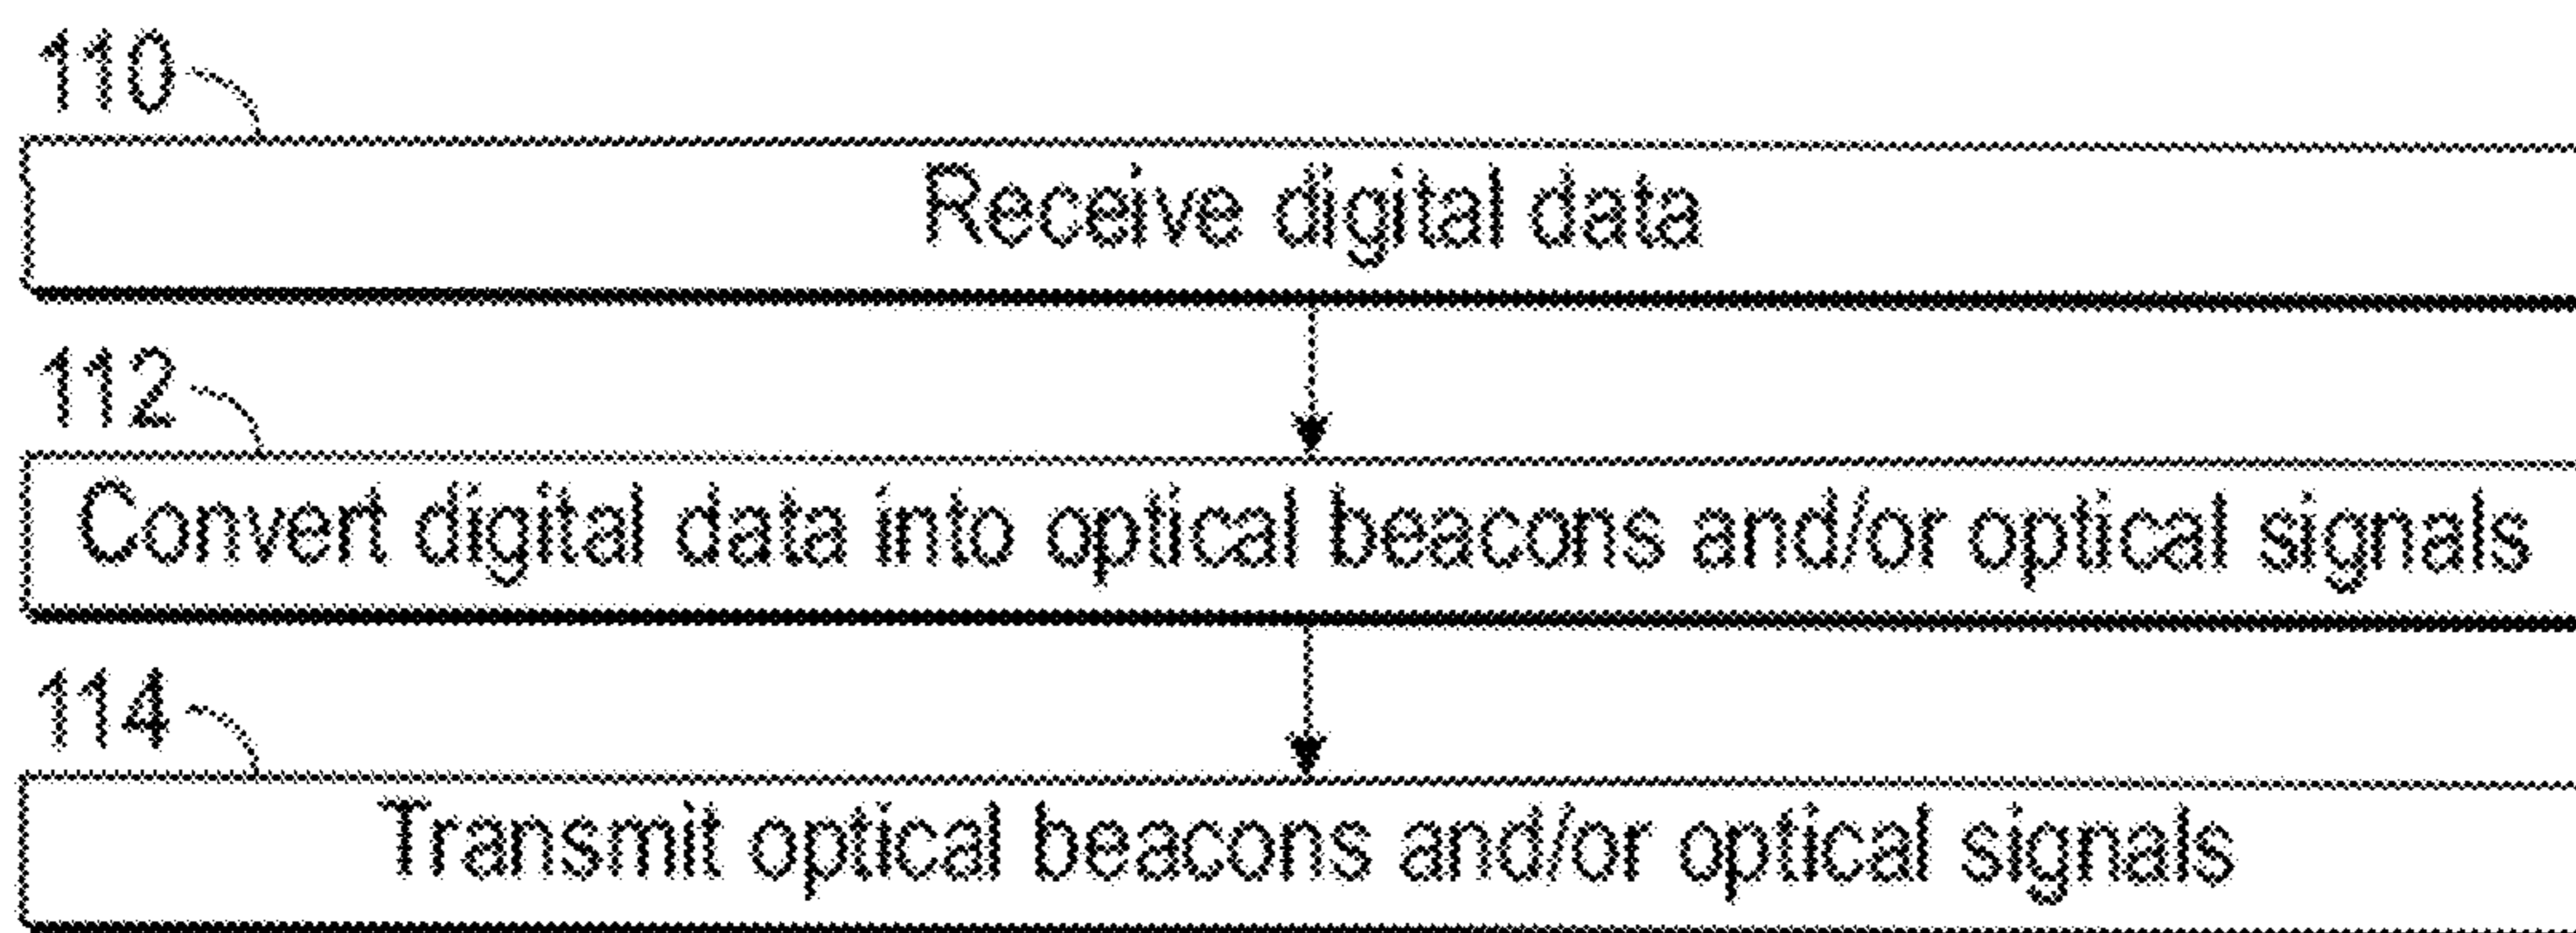 110
Receive digital data
112
Convert digital data into optical beacons and/or optical signals
114
Transmit optical beacons and/or optical signals